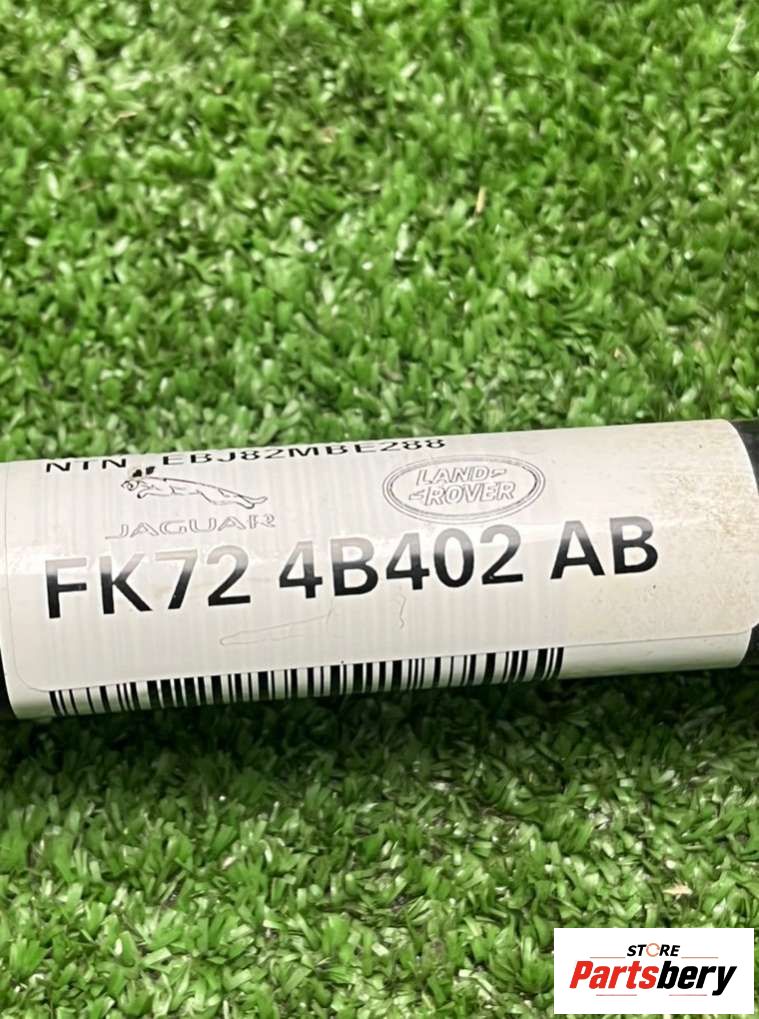 NTN EBJ82MBE288
JAGUAR
LAND
ROVER
FK72 4B402 AB
STORE
Partsbery